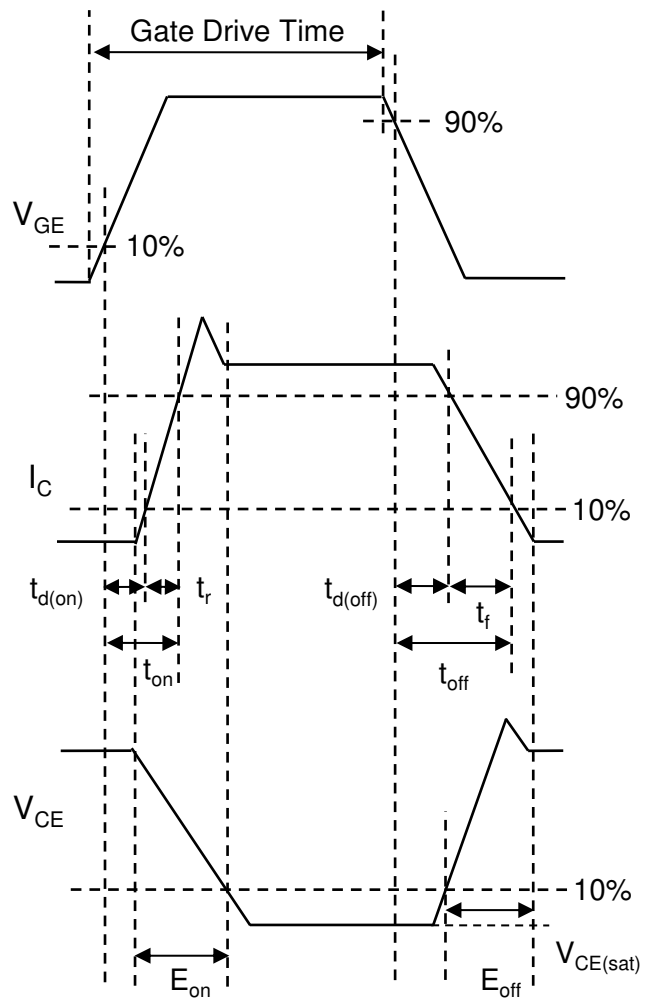 Gate Drive Time
90%
V_GE
10%
90%
I_C
10%
t_d(on)
t_r
t_d(off)
t_f
t_on
t_off
V_CE
10%
V_CE(sat)
E_on
E_off